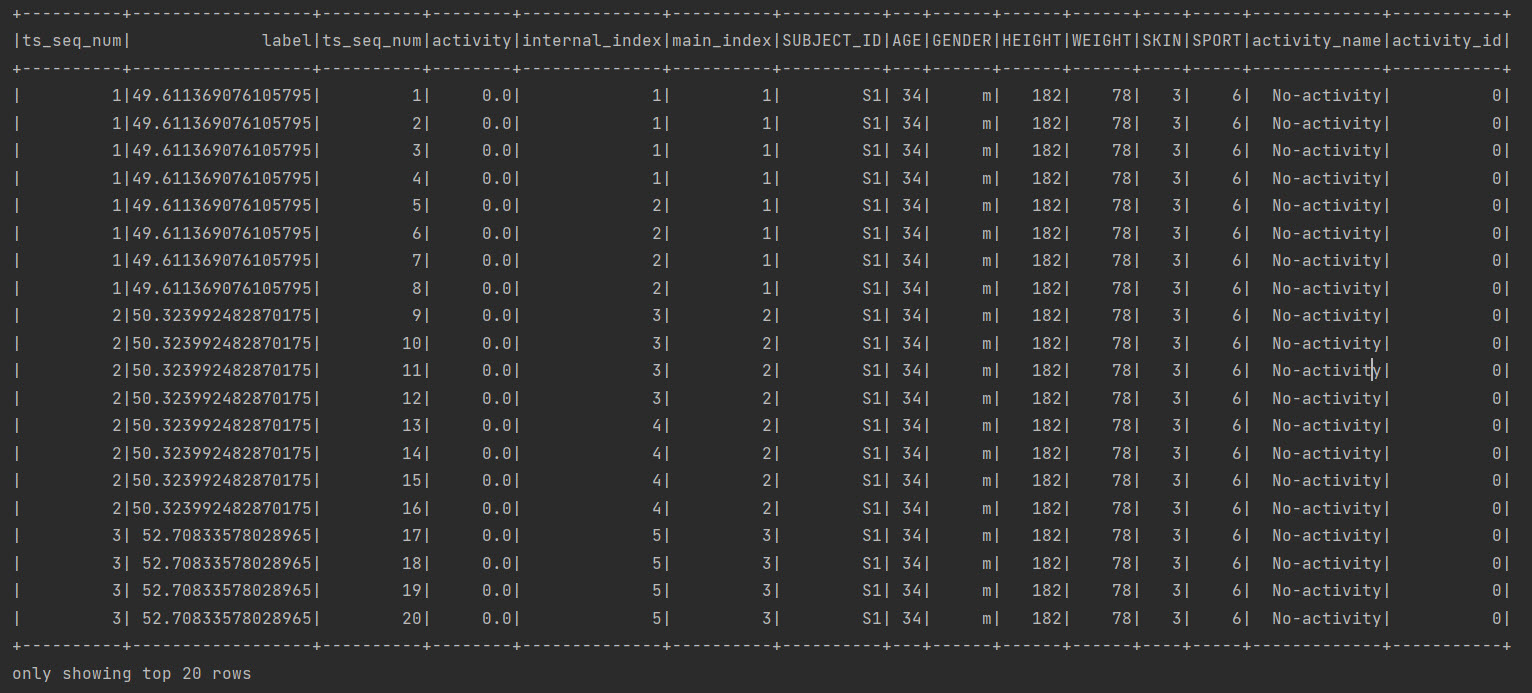 +----------+------------------+----------+--------+--------------+----------+----------+---+------+------+------+----+-----+-------------+-----------+
|ts_seq_num|             label|ts_seq_num|activity|internal_index|main_index|SUBJECT_ID|AGE|GENDER|HEIGHT|WEIGHT|SKIN|SPORT|activity_name|activity_id|
+----------+------------------+----------+--------+--------------+----------+----------+---+------+------+------+----+-----+-------------+-----------+
|         1|49.611369076105795|         1|     0.0|             1|         1|        S1| 34|     m|   182|    78|   3|    6|  No-activity|          0|
|         1|49.611369076105795|         2|     0.0|             1|         1|        S1| 34|     m|   182|    78|   3|    6|  No-activity|          0|
|         1|49.611369076105795|         3|     0.0|             1|         1|        S1| 34|     m|   182|    78|   3|    6|  No-activity|          0|
|         1|49.611369076105795|         4|     0.0|             1|         1|        S1| 34|     m|   182|    78|   3|    6|  No-activity|          0|
|         1|49.611369076105795|         5|     0.0|             2|         1|        S1| 34|     m|   182|    78|   3|    6|  No-activity|          0|
|         1|49.611369076105795|         6|     0.0|             2|         1|        S1| 34|     m|   182|    78|   3|    6|  No-activity|          0|
|         1|49.611369076105795|         7|     0.0|             2|         1|        S1| 34|     m|   182|    78|   3|    6|  No-activity|          0|
|         1|49.611369076105795|         8|     0.0|             2|         1|        S1| 34|     m|   182|    78|   3|    6|  No-activity|          0|
|         2|50.323992482870175|         9|     0.0|             3|         2|        S1| 34|     m|   182|    78|   3|    6|  No-activity|          0|
|         2|50.323992482870175|        10|     0.0|             3|         2|        S1| 34|     m|   182|    78|   3|    6|  No-activity|          0|
|         2|50.323992482870175|        11|     0.0|             3|         2|        S1| 34|     m|   182|    78|   3|    6|  No-activity|          0|
|         2|50.323992482870175|        12|     0.0|             3|         2|        S1| 34|     m|   182|    78|   3|    6|  No-activity|          0|
|         2|50.323992482870175|        13|     0.0|             4|         2|        S1| 34|     m|   182|    78|   3|    6|  No-activity|          0|
|         2|50.323992482870175|        14|     0.0|             4|         2|        S1| 34|     m|   182|    78|   3|    6|  No-activity|          0|
|         2|50.323992482870175|        15|     0.0|             4|         2|        S1| 34|     m|   182|    78|   3|    6|  No-activity|          0|
|         2|50.323992482870175|        16|     0.0|             4|         2|        S1| 34|     m|   182|    78|   3|    6|  No-activity|          0|
|         3| 52.70833578028965|        17|     0.0|             5|         3|        S1| 34|     m|   182|    78|   3|    6|  No-activity|          0|
|         3| 52.70833578028965|        18|     0.0|             5|         3|        S1| 34|     m|   182|    78|   3|    6|  No-activity|          0|
|         3| 52.70833578028965|        19|     0.0|             5|         3|        S1| 34|     m|   182|    78|   3|    6|  No-activity|          0|
|         3| 52.70833578028965|        20|     0.0|             5|         3|        S1| 34|     m|   182|    78|   3|    6|  No-activity|          0|
+----------+------------------+----------+--------+--------------+----------+----------+---+------+------+------+----+-----+-------------+-----------+
only showing top 20 rows